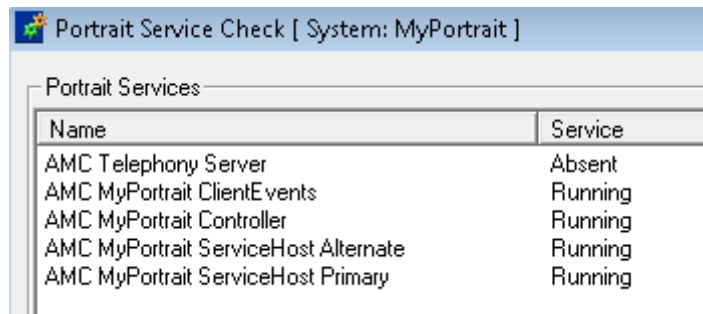 Portrait Service Check [ System: MyPortrait ]
Portrait Services
Name Service
AMC Telephony Server Absent
AMC MyPortrait ClientEvents Running
AMC MyPortrait Controller Running
AMC MyPortrait ServiceHost Alternate Running
AMC MyPortrait ServiceHost Primary Running